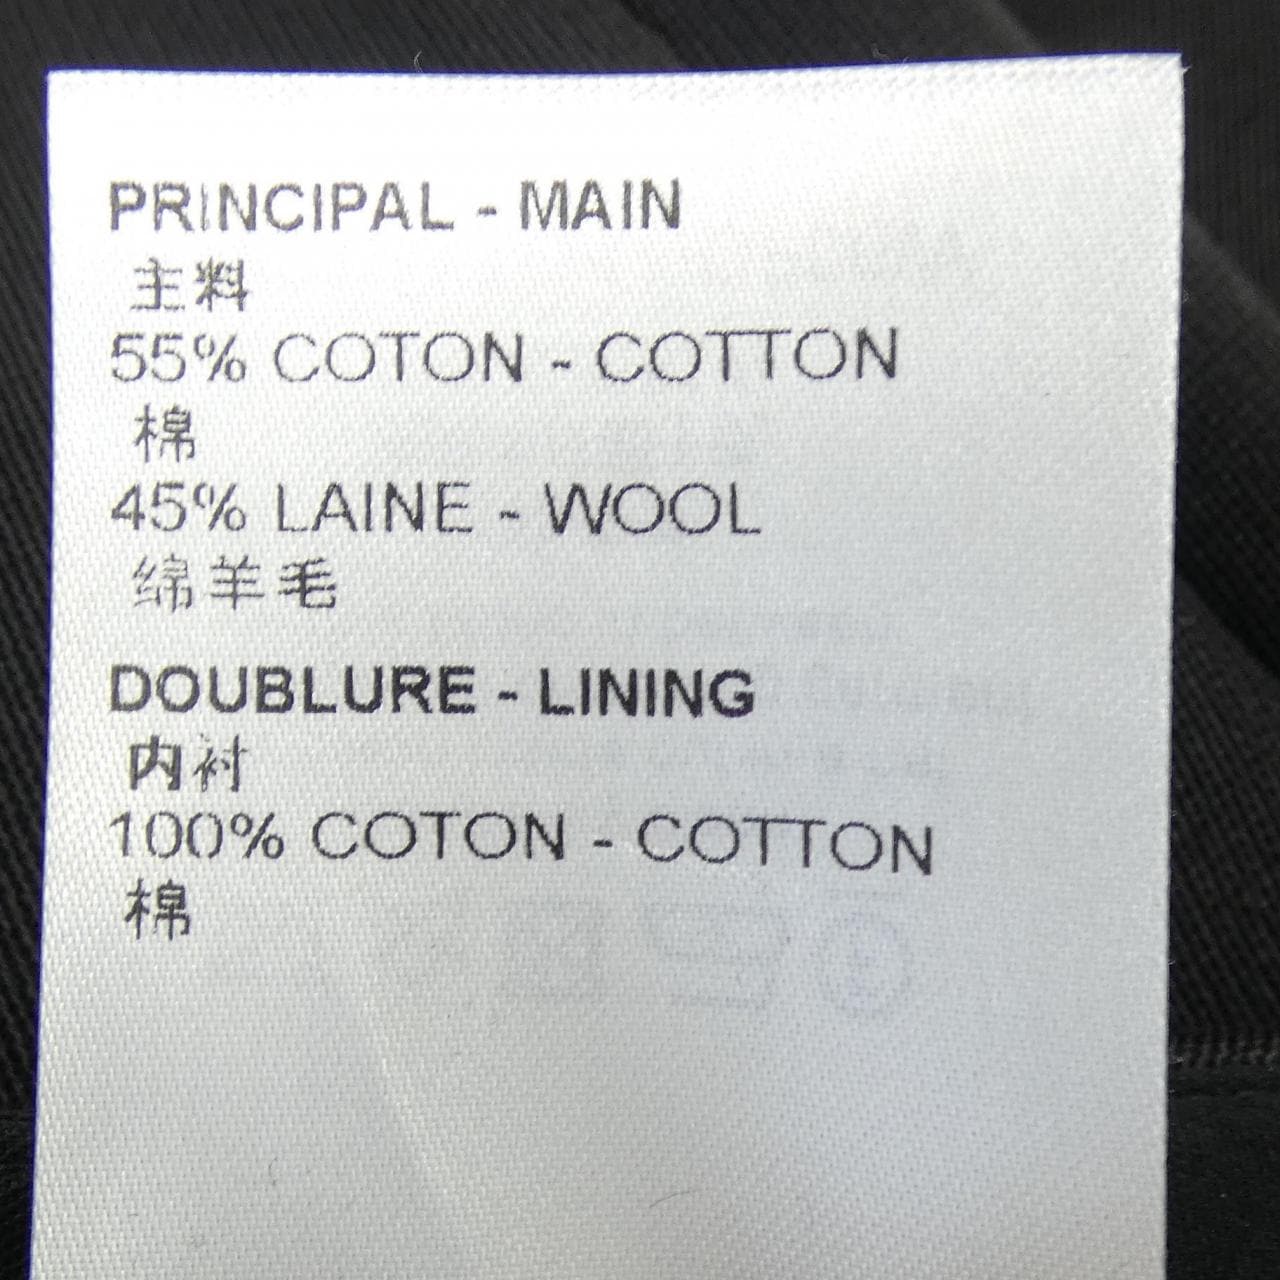 PRINCIPAL - MAIN
主料
55% COTON - COTTON
棉
45% LAINE - WOOL
绵羊毛
DOUBLURE - LINING
内衬
100% COTON - COTTON
棉